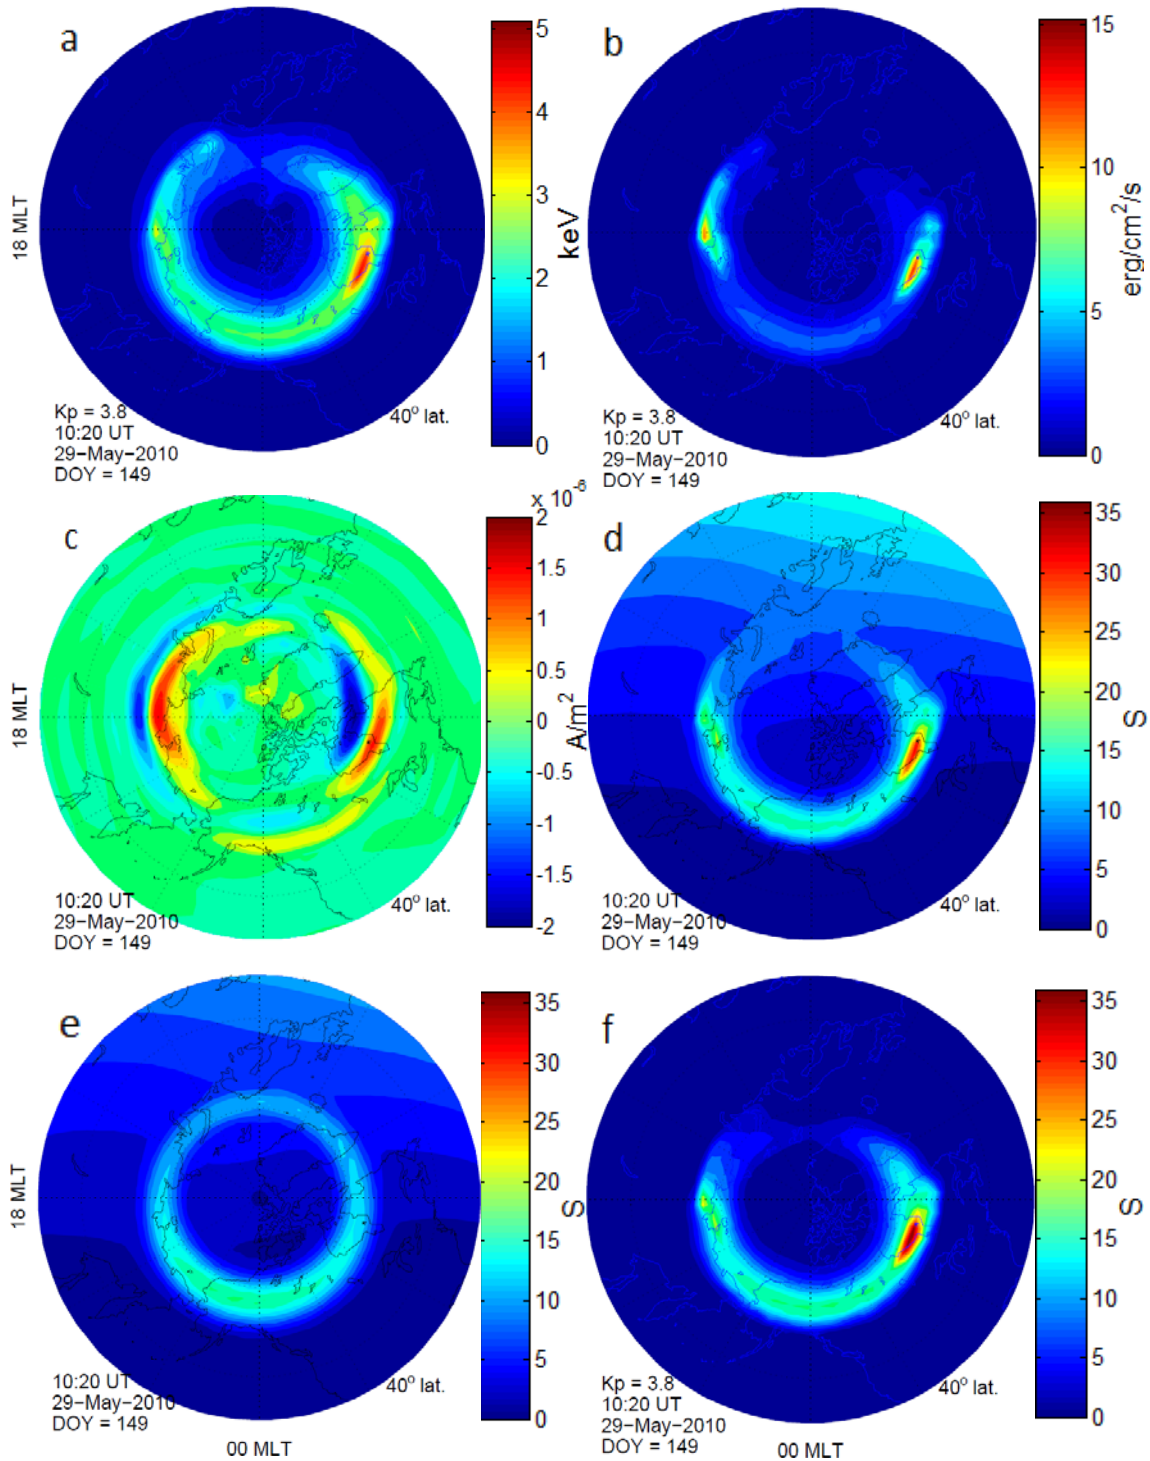 a
5
4
3
2
1
0
keV
18 MLT
Kp = 3.8
10:20 UT
29-May-2010
DOY = 149
40° lat.
b
15
10
5
0
erg/cm²/s
Kp = 3.8
10:20 UT
29-May-2010
DOY = 149
40° lat.
c
x 10⁻⁶
2
1.5
1
0.5
0
-0.5
-1
-1.5
-2
A/m²
18 MLT
10:20 UT
29-May-2010
DOY = 149
40° lat.
d
35
30
25
20
15
10
5
0
S
10:20 UT
29-May-2010
DOY = 149
40° lat.
e
35
30
25
20
15
10
5
0
S
18 MLT
10:20 UT
29-May-2010
DOY = 149
40° lat.
00 MLT
f
35
30
25
20
15
10
5
0
S
Kp = 3.8
10:20 UT
29-May-2010
DOY = 149
40° lat.
00 MLT